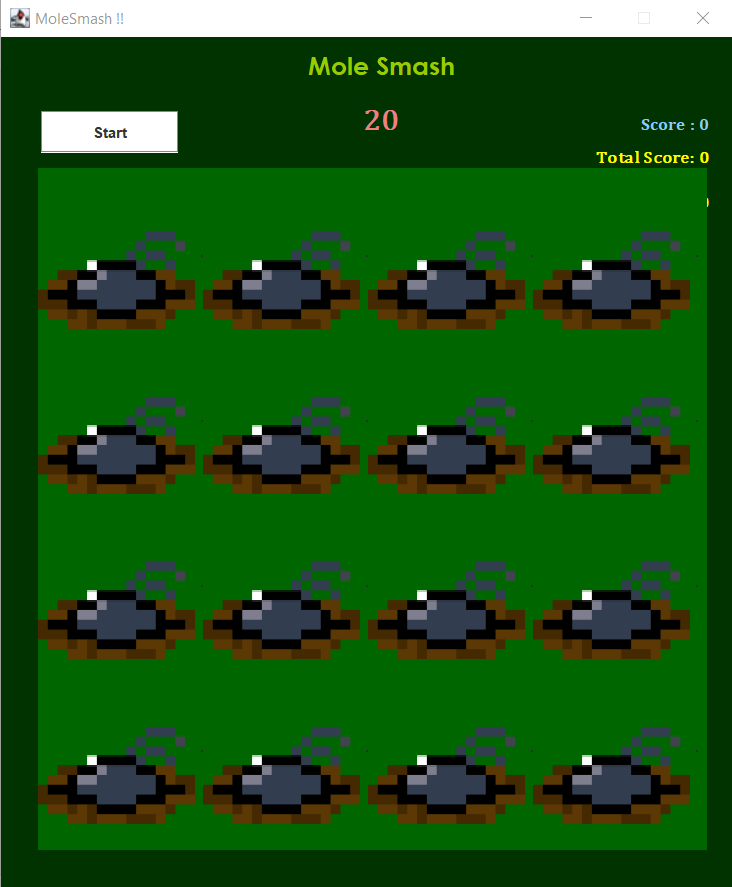 MoleSmash !!
Mole Smash
Start
20
Score : 0
Total Score: 0